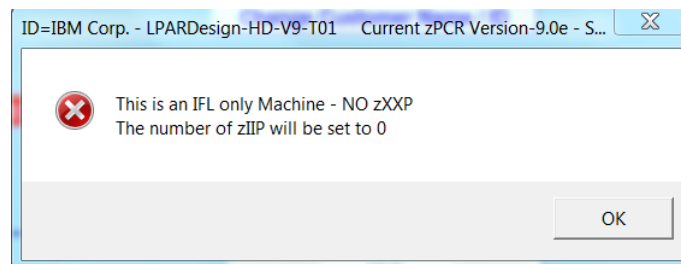 ID=IBM Corp. - LPARDesign-HD-V9-T01 Current zPCR Version-9.0e - S...
This is an IFL only Machine - NO zXXP
The number of zIIP will be set to 0
OK